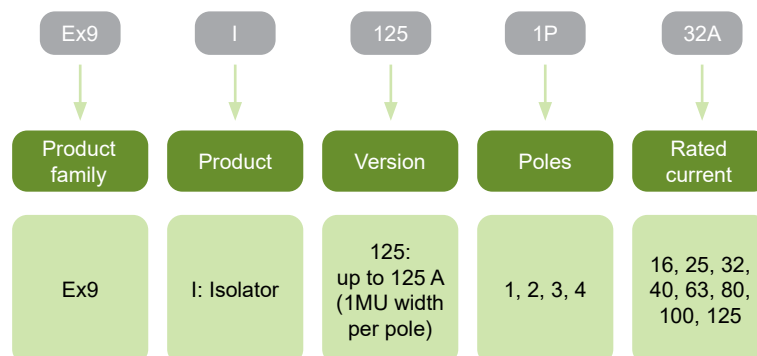 Ex9 I 125 1P 32A
Product family
Product
Version
Poles
Rated current
Ex9
I: Isolator
125:
up to 125 A
(1MU width
per pole)
1, 2, 3, 4
16, 25, 32,
40, 63, 80,
100, 125